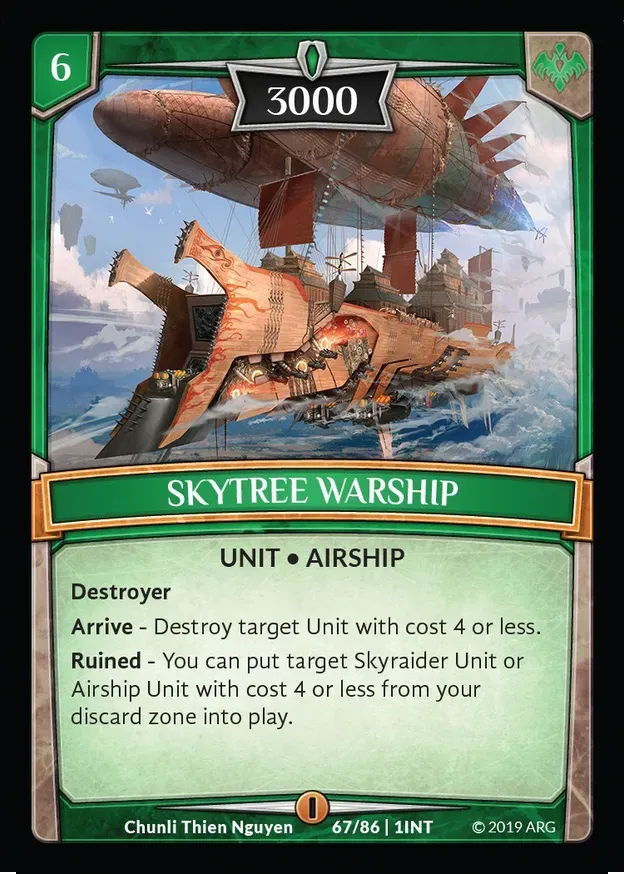 6
3000
SKYTREE WARSHIP
UNIT • AIRSHIP
Destroyer
Arrive - Destroy target Unit with cost 4 or less.
Ruined - You can put target Skyraider Unit or
Airship Unit with cost 4 or less from your
discard zone into play.
I
Chunli Thien Nguyen 67/86 | 1INT © 2019 ARG